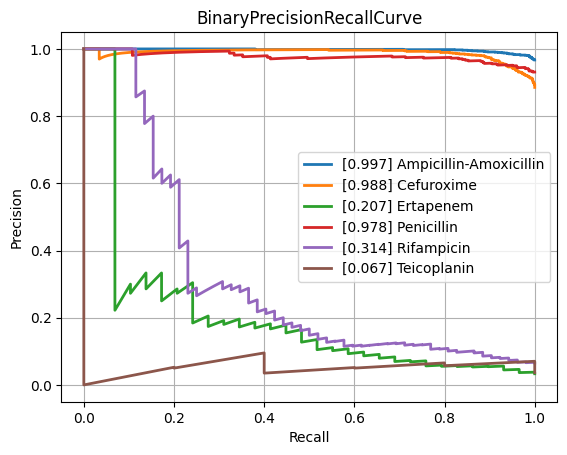 BinaryPrecisionRecallCurve
Precision
1.0
0.8
0.6
0.4
0.2
0.0
[0.997] Ampicillin-Amoxicillin
[0.988] Cefuroxime
[0.207] Ertapenem
[0.978] Penicillin
[0.314] Rifampicin
[0.067] Teicoplanin
0.0 0.2 0.4 0.6 0.8 1.0
Recall